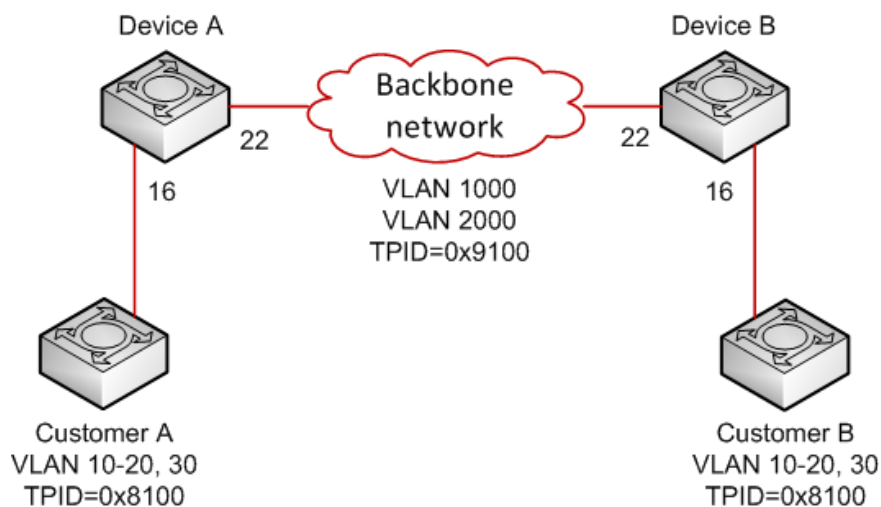 Device A
Device B
Backbone
network
22
22
16
16
VLAN 1000
VLAN 2000
TPID=0x9100
Customer A
VLAN 10-20, 30
TPID=0x8100
Customer B
VLAN 10-20, 30
TPID=0x8100